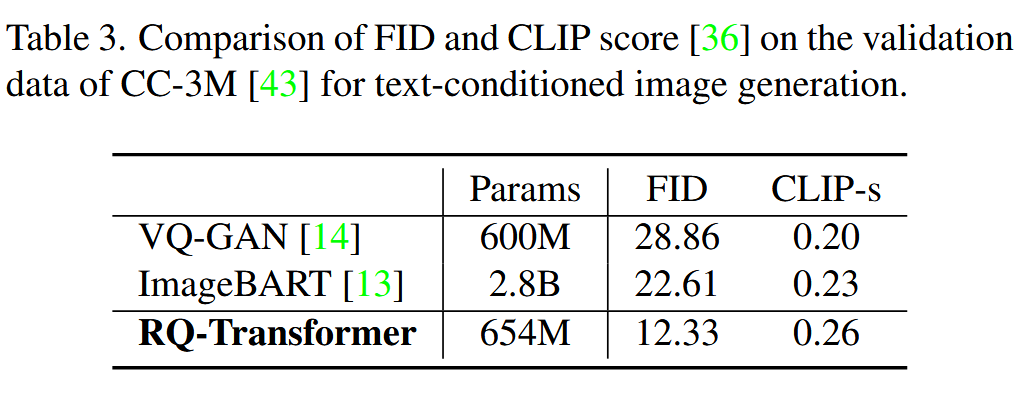 Table 3. Comparison of FID and CLIP score [36] on the validation
data of CC-3M [43] for text-conditioned image generation.
Params FID CLIP-s
VQ-GAN [14] 600M 28.86 0.20
ImageBART [13] 2.8B 22.61 0.23
RQ-Transformer 654M 12.33 0.26